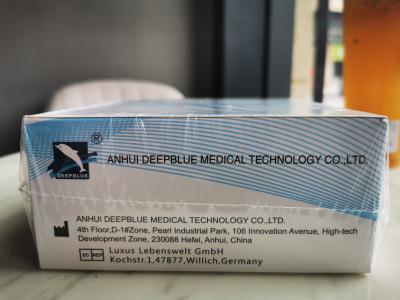 ®
DEEPBLUE
ANHUI DEEPBLUE MEDICAL TECHNOLOGY CO.,LTD.
ANHUI DEEPBLUE MEDICAL TECHNOLOGY CO.,LTD.
4th Floor,D-1#Zone, Pearl Industrial Park, 106 Innovation Avenue, High-tech
Development Zone, 230088 Hefei, Anhui, China
EC REP Luxus Lebenswelt GmbH
Kochstr.1,47877,Willich,Germany